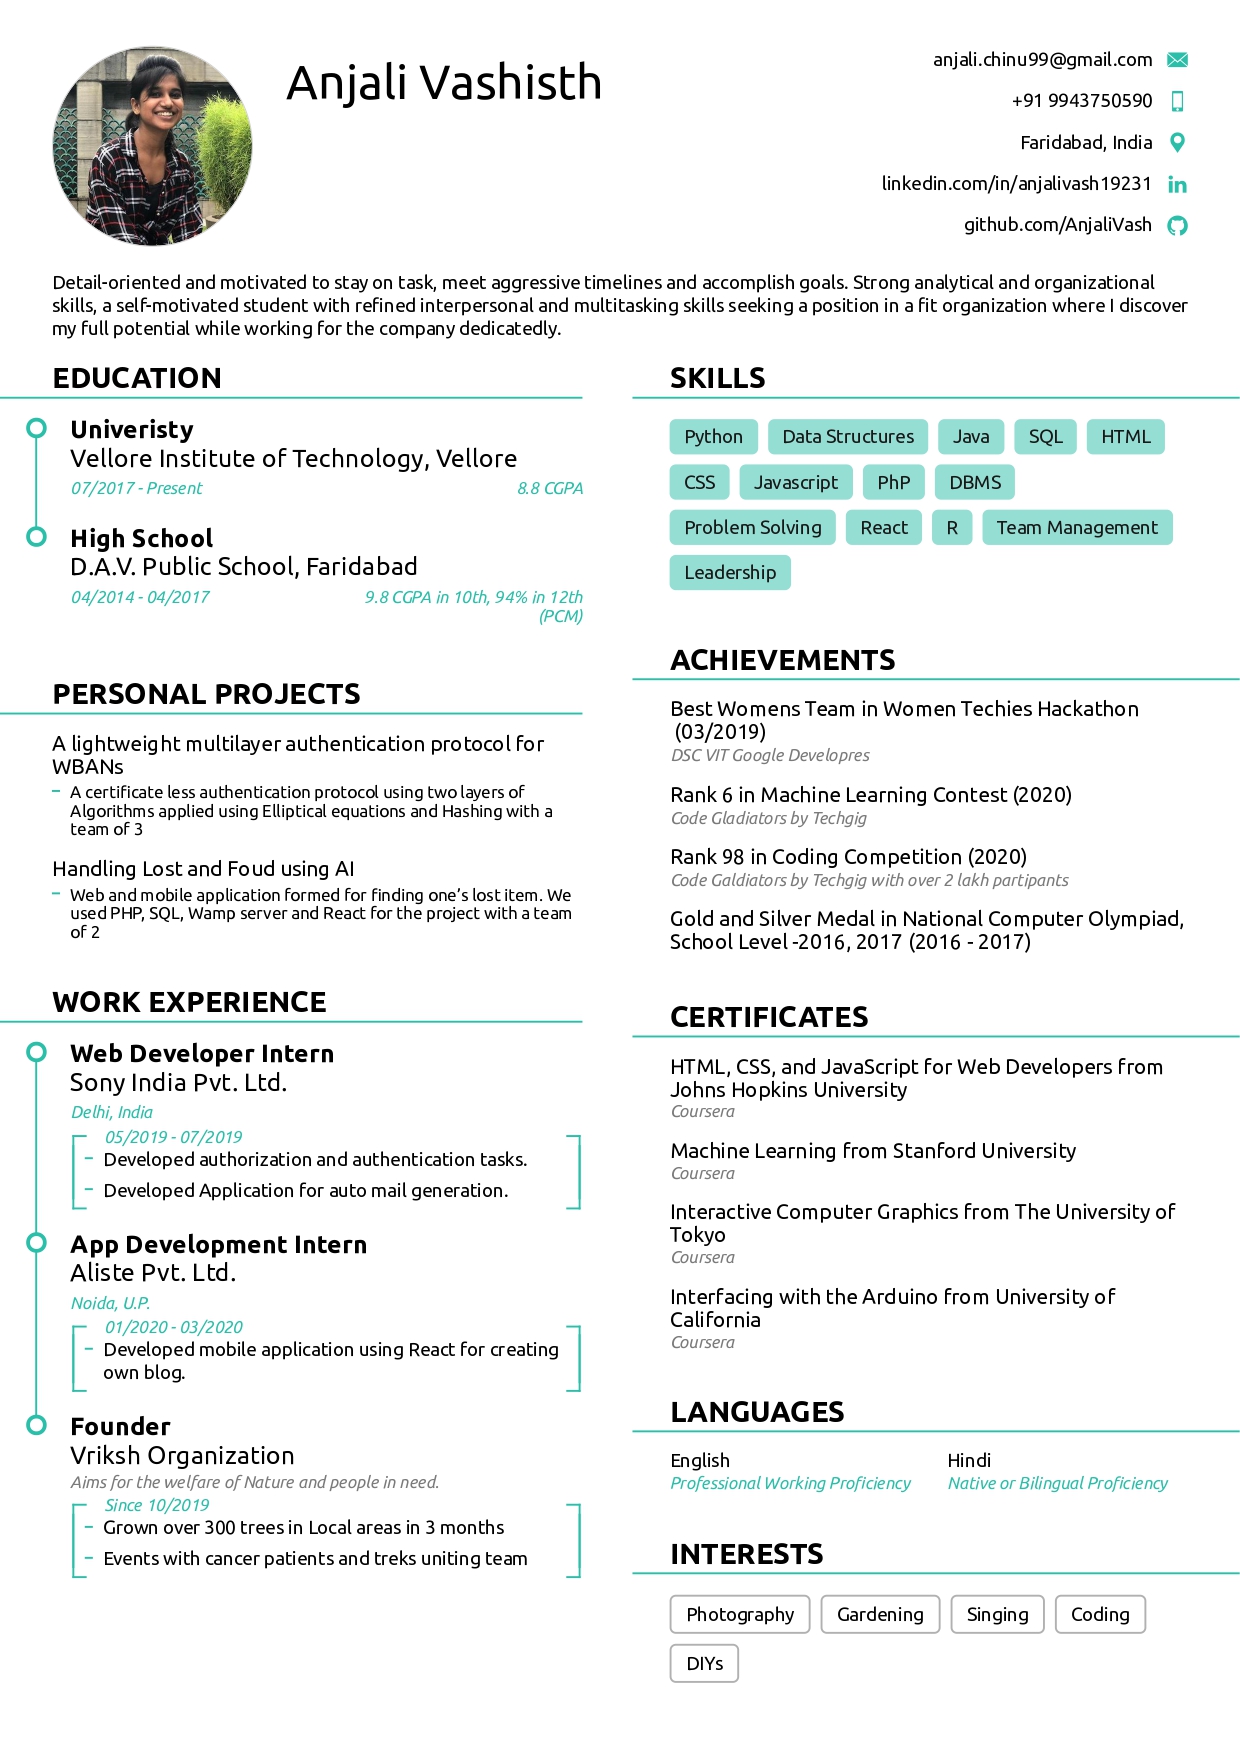 Anjali Vashisth
anjali.chinu99@gmail.com
+91 9943750590
Faridabad, India
linkedin.com/in/anjalivash19231
github.com/AnjaliVash
Detail-oriented and motivated to stay on task, meet aggressive timelines and accomplish goals. Strong analytical and organizational
skills, a self-motivated student with refined interpersonal and multitasking skills seeking a position in a fit organization where I discover
my full potential while working for the company dedicatedly.
EDUCATION
Univeristy
Vellore Institute of Technology, Vellore
07/2017 - Present 8.8 CGPA
High School
D.A.V. Public School, Faridabad
04/2014 - 04/2017 9.8 CGPA in 10th, 94% in 12th
(PCM)
PERSONAL PROJECTS
A lightweight multilayer authentication protocol for
WBANs
– A certificate less authentication protocol using two layers of
Algorithms applied using Elliptical equations and Hashing with a
team of 3
Handling Lost and Foud using AI
– Web and mobile application formed for finding one’s lost item. We
used PHP, SQL, Wamp server and React for the project with a team
of 2
WORK EXPERIENCE
Web Developer Intern
Sony India Pvt. Ltd.
Delhi, India
05/2019 - 07/2019
– Developed authorization and authentication tasks.
– Developed Application for auto mail generation.
App Development Intern
Aliste Pvt. Ltd.
Noida, U.P.
01/2020 - 03/2020
– Developed mobile application using React for creating
own blog.
Founder
Vriksh Organization
Aims for the welfare of Nature and people in need.
Since 10/2019
– Grown over 300 trees in Local areas in 3 months
– Events with cancer patients and treks uniting team
SKILLS
Python Data Structures Java SQL HTML
CSS Javascript PhP DBMS
Problem Solving React R Team Management
Leadership
ACHIEVEMENTS
Best Womens Team in Women Techies Hackathon
(03/2019)
DSC VIT Google Developres
Rank 6 in Machine Learning Contest (2020)
Code Gladiators by Techgig
Rank 98 in Coding Competition (2020)
Code Galdiators by Techgig with over 2 lakh partipants
Gold and Silver Medal in National Computer Olympiad,
School Level -2016, 2017 (2016 - 2017)
CERTIFICATES
HTML, CSS, and JavaScript for Web Developers from
Johns Hopkins University
Coursera
Machine Learning from Stanford University
Coursera
Interactive Computer Graphics from The University of
Tokyo
Coursera
Interfacing with the Arduino from University of
California
Coursera
LANGUAGES
English Hindi
Professional Working Proficiency Native or Bilingual Proficiency
INTERESTS
Photography Gardening Singing Coding
DIYs